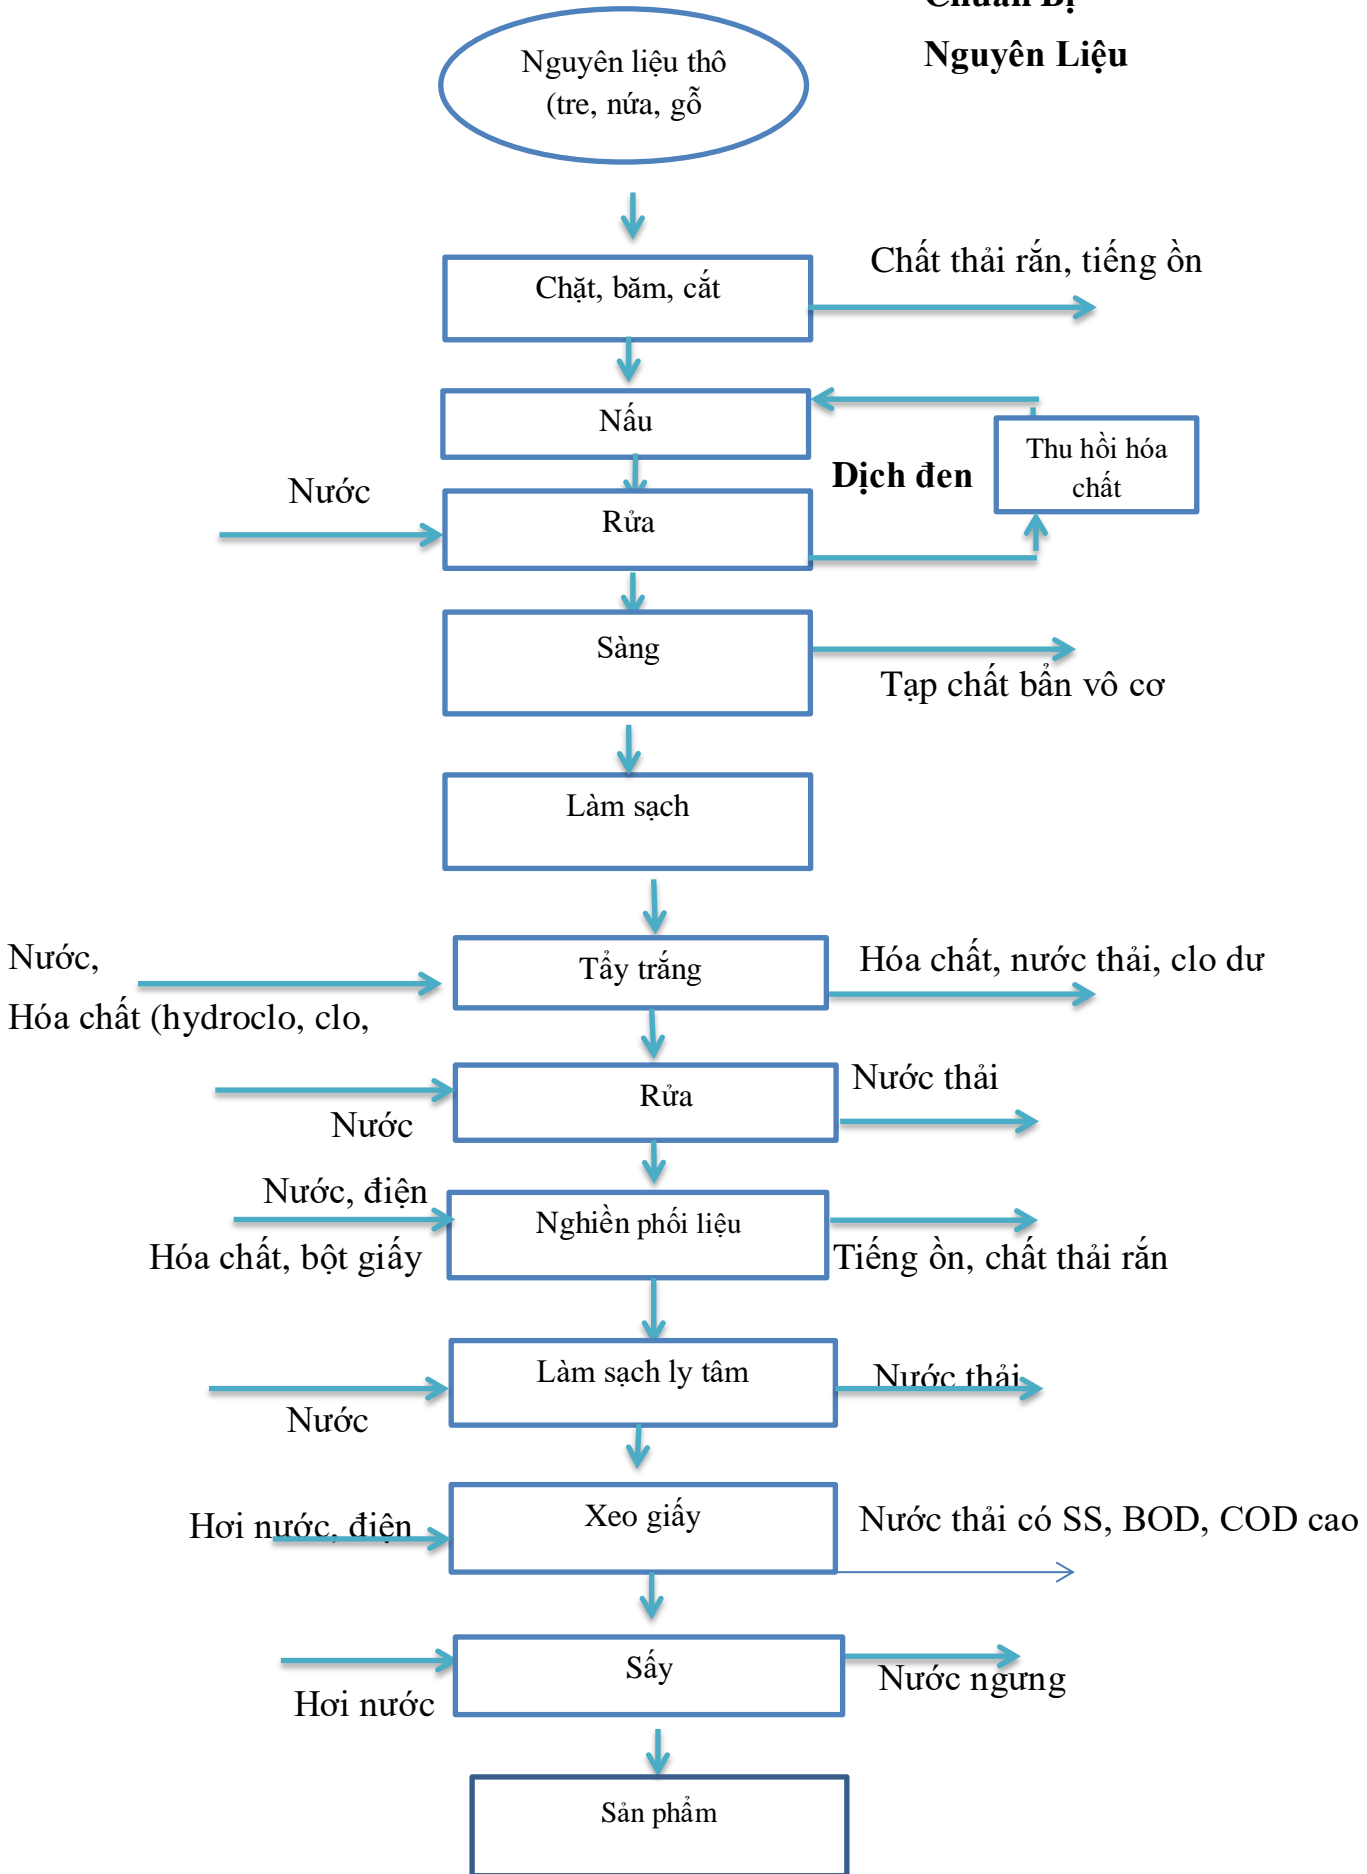 Chuẩn Bị
Nguyên Liệu
Nguyên liệu thô
(tre, nứa, gỗ
Chặt, băm, cắt
Chất thải rắn, tiếng ồn
Nấu
Thu hồi hóa
chất
Dịch đen
Nước
Rửa
Sàng
Tạp chất bẩn vô cơ
Làm sạch
Nước,
Hóa chất (hydroclo, clo,
Tẩy trắng
Hóa chất, nước thải, clo dư
Nước
Rửa
Nước thải
Nước, điện
Hóa chất, bột giấy
Nghiền phối liệu
Tiếng ồn, chất thải rắn
Nước
Làm sạch ly tâm
Nước thải
Hơi nước, điện
Xeo giấy
Nước thải có SS, BOD, COD cao
Hơi nước
Sấy
Nước ngưng
Sản phẩm